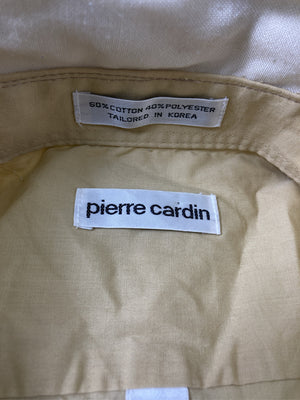 60% COTTON 40% POLYESTER
TAILORED IN KOREA
pierre cardin